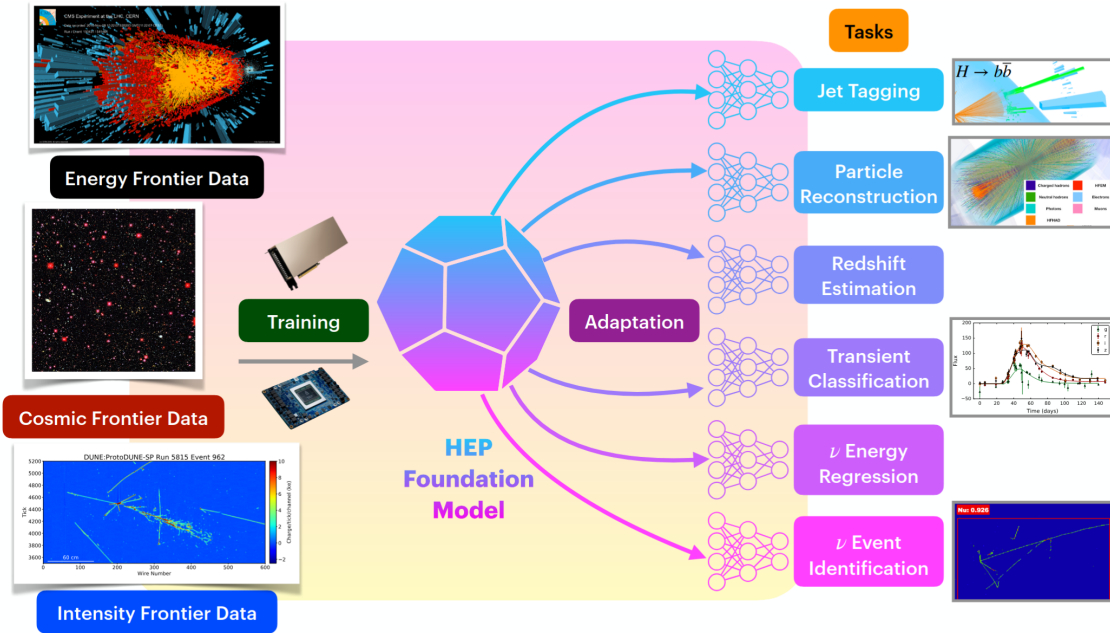 CMS Experiment at the LHC, CERN
Energy Frontier Data
Cosmic Frontier Data
DUNE:ProtoDUNE-SP Run 5815 Event 962
Tick
5200
5000
4800
4600
4400
4200
4000
3800
3600
60 cm
0
100
200
300
400
500
600
Wire Number
10
8
6
4
2
0
−2
Charge/tick/channel (ke)
Intensity Frontier Data
Training
HEP
Foundation
Model
Adaptation
Tasks
Jet Tagging
H → bb̅
Particle
Reconstruction
Charged hadrons
HFEM
Neutral hadrons
Electrons
Photons
Muons
HFHAD
Redshift
Estimation
Transient
Classification
Flux
200
150
100
50
0
−50
0
20
40
60
80
100
120
140
Time (days)
g
r
i
z
ν Energy
Regression
ν Event
Identification
Nu: 0.926